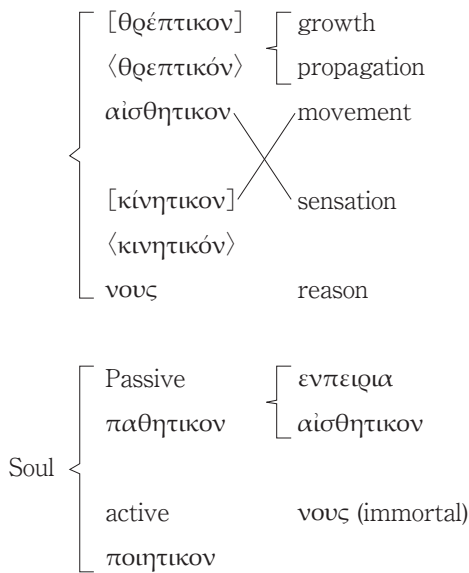 [θρέπτικον] growth
⟨θρεπτικόν⟩ propagation
αἰσθητικον movement
[κίνητικον] sensation
⟨κινητικόν⟩
νους reason
Passive ενπειρια
παθητικον αἰσθητικον
Soul
active νους (immortal)
ποιητικον